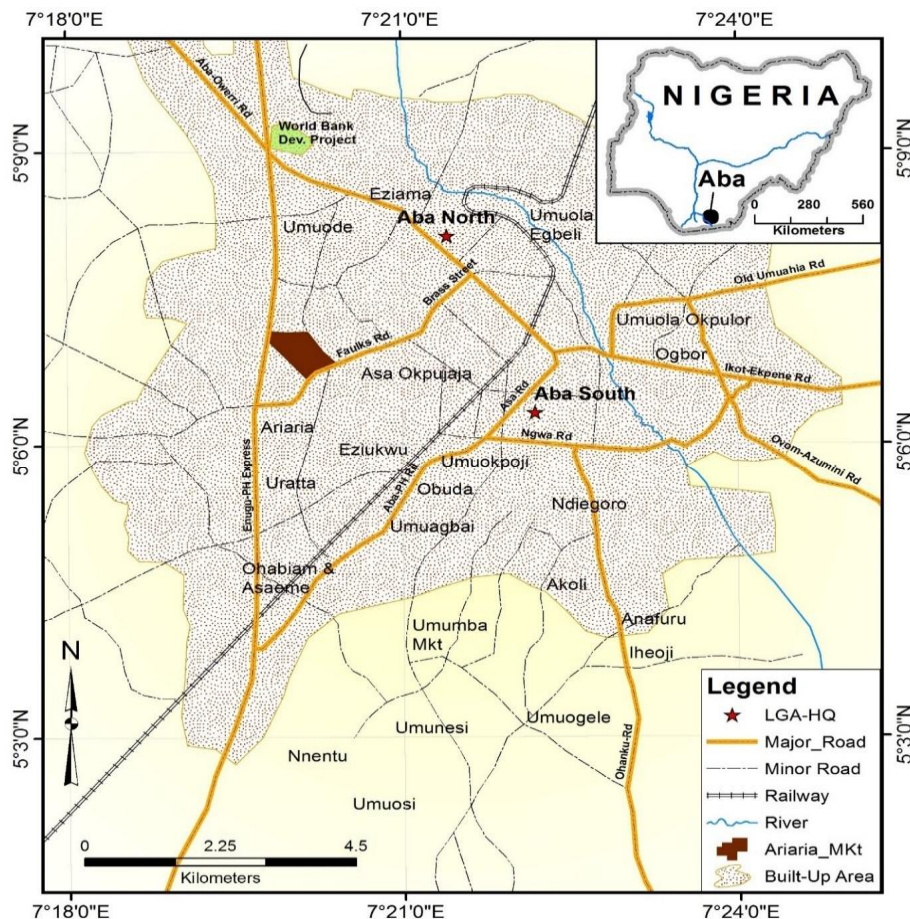 7°18'0"E
7°21'0"E
7°24'0"E
5°9'0"N
5°9'0"N
5°6'0"N
5°6'0"N
5°3'0"N
5°3'0"N
NIGERIA
Aba
0 280 560
Kilometers
Aba-Owerri Rd
World Bank
Dev. Project
Eziama
Aba North
Umuode
Umuola
Egbeli
Brass Street
Old Umuahia Rd
Umuola Okpulor
Faulks Rd
Ogbor
Asa Okpujaja
Ikot-Ekpene Rd
Asa Rd
Aba South
Ariaria
Ngwa Rd
Eziukwu
Umuokpoji
Ovom-Azumini Rd
Enugu-PH Express
Uratta
Aba-PH Rd
Obuda
Ndiegoro
Umuagbai
Ohabiam &
Asaeme
Akoli
Umumba
Mkt
Anafuru
Iheoji
N
Umunesi
Umuogele
Nnentu
Ohanku-Rd
Umuosi
Legend
LGA-HQ
Major_Road
Minor Road
Railway
River
Ariaria_MKt
Built-Up Area
0 2.25 4.5
Kilometers
7°18'0"E
7°21'0"E
7°24'0"E